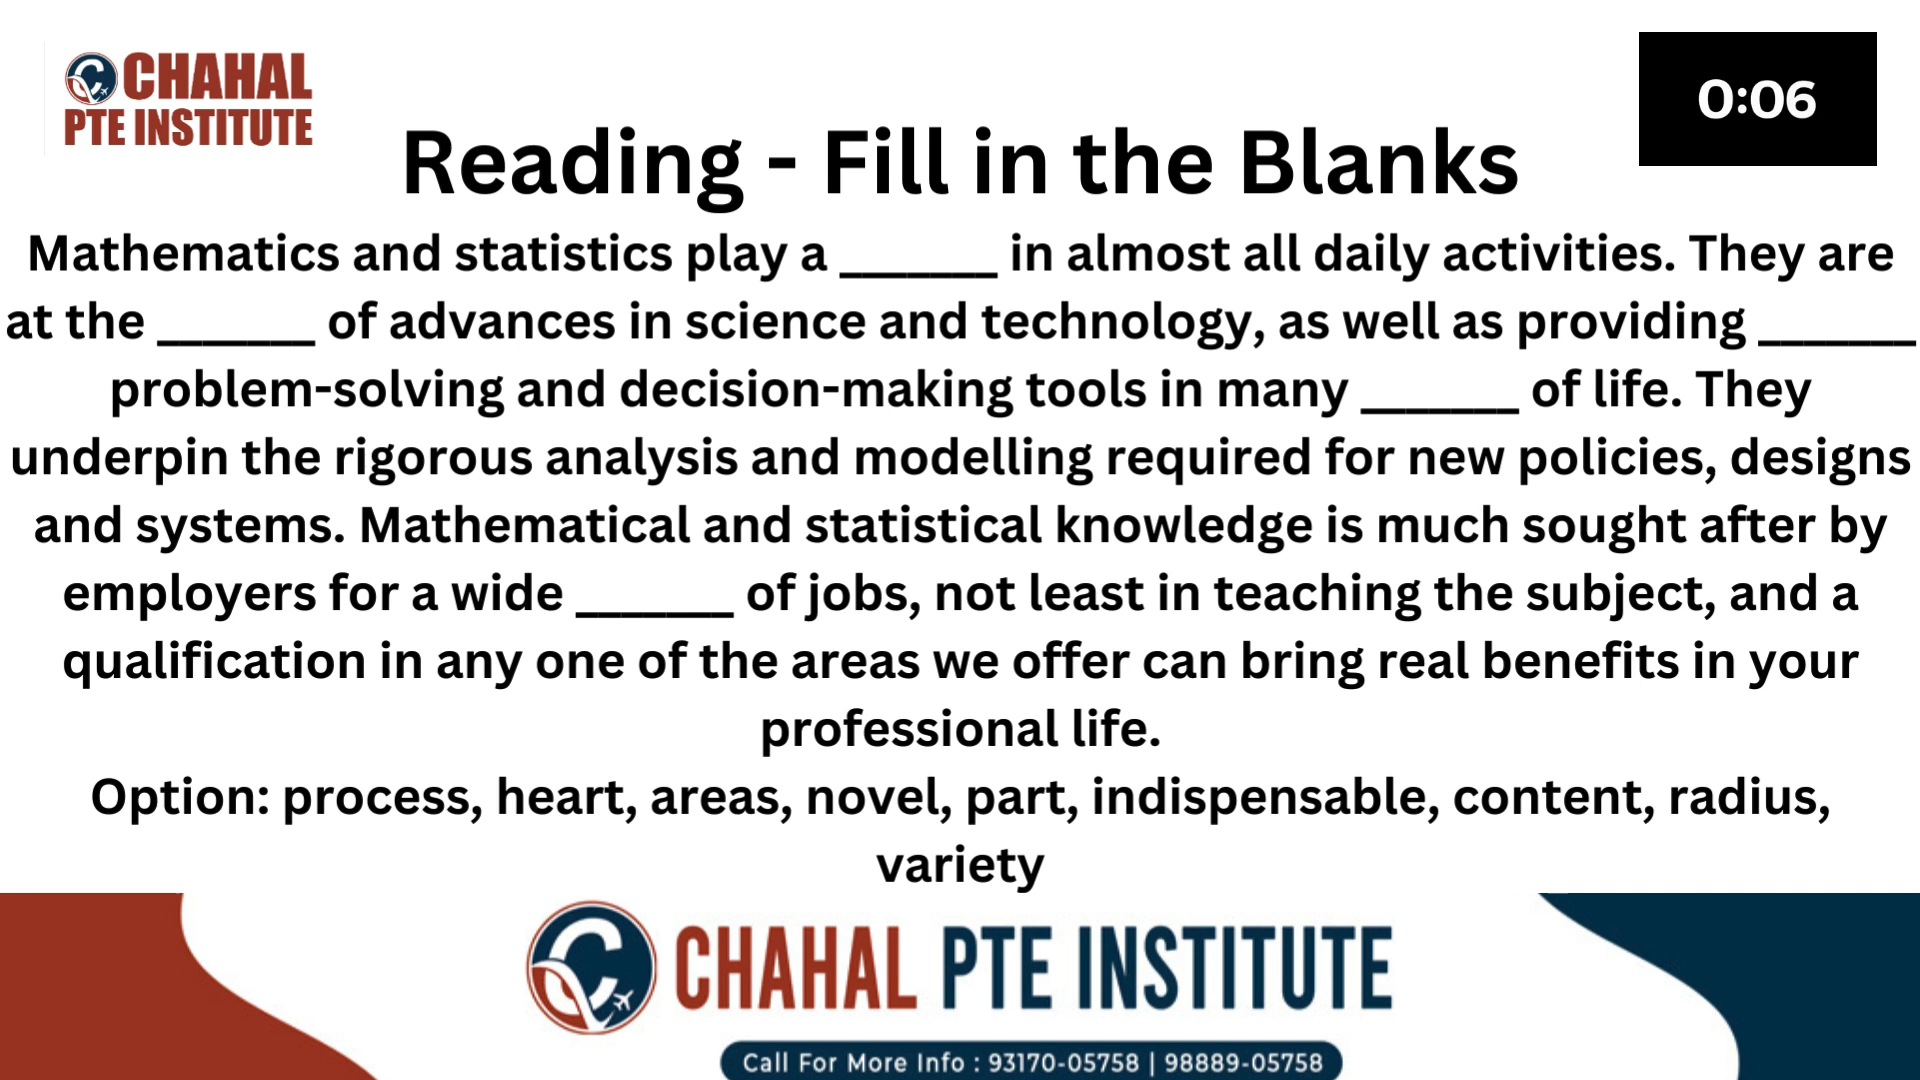 CHAHAL
PTE INSTITUTE
0:06
Reading - Fill in the Blanks
Mathematics and statistics play a _______ in almost all daily activities. They are
at the _______ of advances in science and technology, as well as providing _______
problem-solving and decision-making tools in many _______ of life. They
underpin the rigorous analysis and modelling required for new policies, designs
and systems. Mathematical and statistical knowledge is much sought after by
employers for a wide _______ of jobs, not least in teaching the subject, and a
qualification in any one of the areas we offer can bring real benefits in your
professional life.
Option: process, heart, areas, novel, part, indispensable, content, radius,
variety
CHAHAL PTE INSTITUTE
Call For More Info : 93170-05758 | 98889-05758